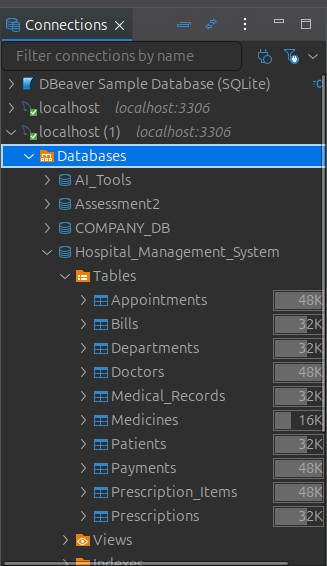 Connections
Filter connections by name
DBeaver Sample Database (SQLite)
localhost localhost:3306
localhost (1) localhost:3306
Databases
AI_Tools
Assessment2
COMPANY_DB
Hospital_Management_System
Tables
Appointments 48K
Bills 32K
Departments 32K
Doctors 48K
Medical_Records 32K
Medicines 16K
Patients 32K
Payments 48K
Prescription_Items 48K
Prescriptions 32K
Views
Indexes